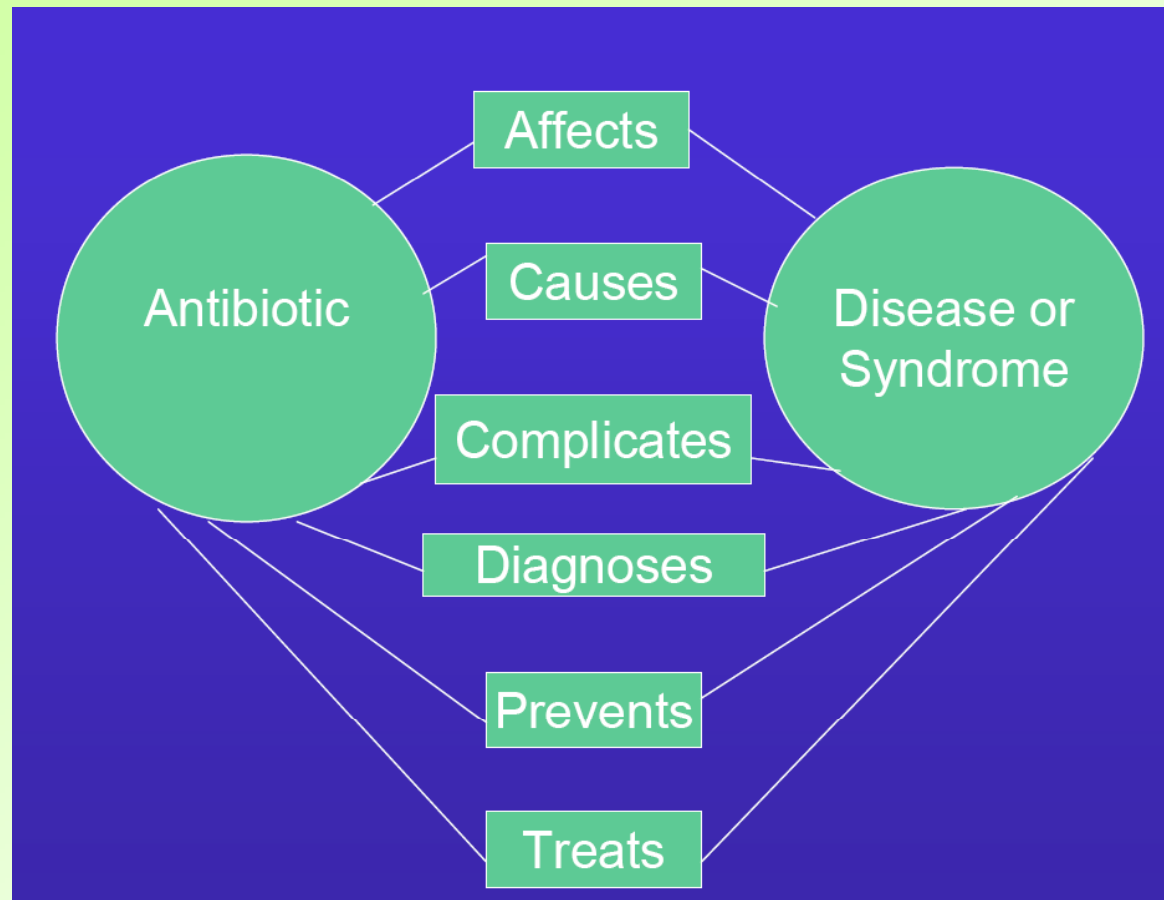 Affects
Causes
Antibiotic
Disease or
Syndrome
Complicates
Diagnoses
Prevents
Treats